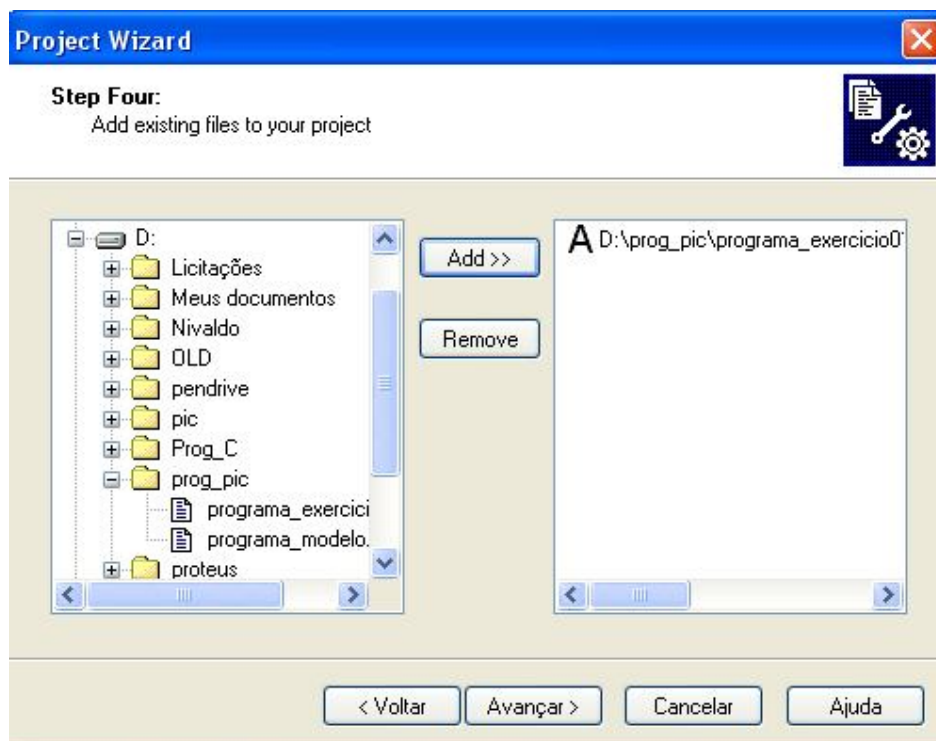 Project Wizard
Step Four:
Add existing files to your project
D:
Licitações
Meus documentos
Nivaldo
OLD
pendrive
pic
Prog_C
prog_pic
programa_exercici
programa_modelo.
proteus
Add >>
Remove
A D:\prog_pic\programa_exercicio0
< Voltar
Avançar >
Cancelar
Ajuda